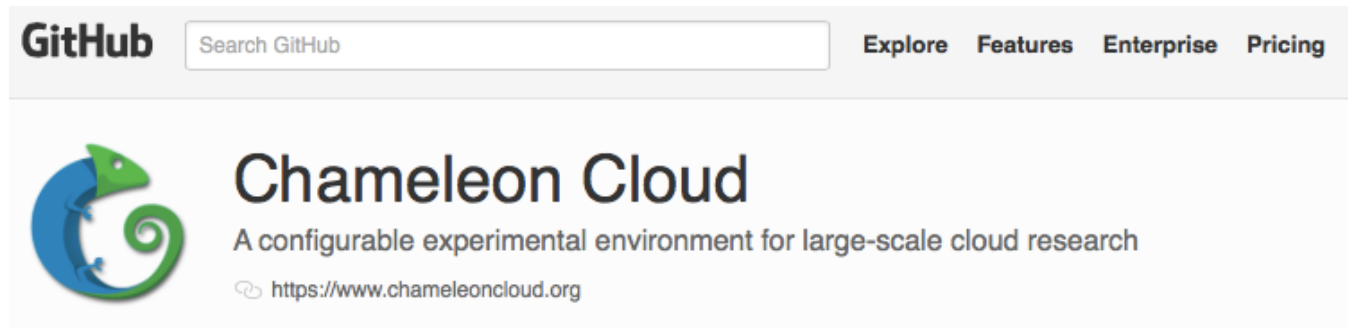 GitHub Search GitHub Explore Features Enterprise Pricing
Chameleon Cloud
A configurable experimental environment for large-scale cloud research
https://www.chameleoncloud.org